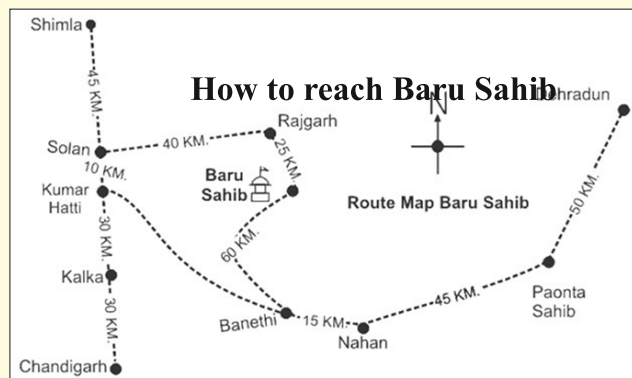 Shimla
45 KM.
How to reach Baru Sahib
N
Dehradun
Rajgarh
Solan
40 KM.
25 KM.
10 KM.
Baru
Sahib
Kumar
Hatti
Route Map Baru Sahib
50 KM.
30 KM.
60 KM.
Kalka
45 KM.
Paonta
Sahib
30 KM.
Banethi
15 KM.
Nahan
Chandigarh